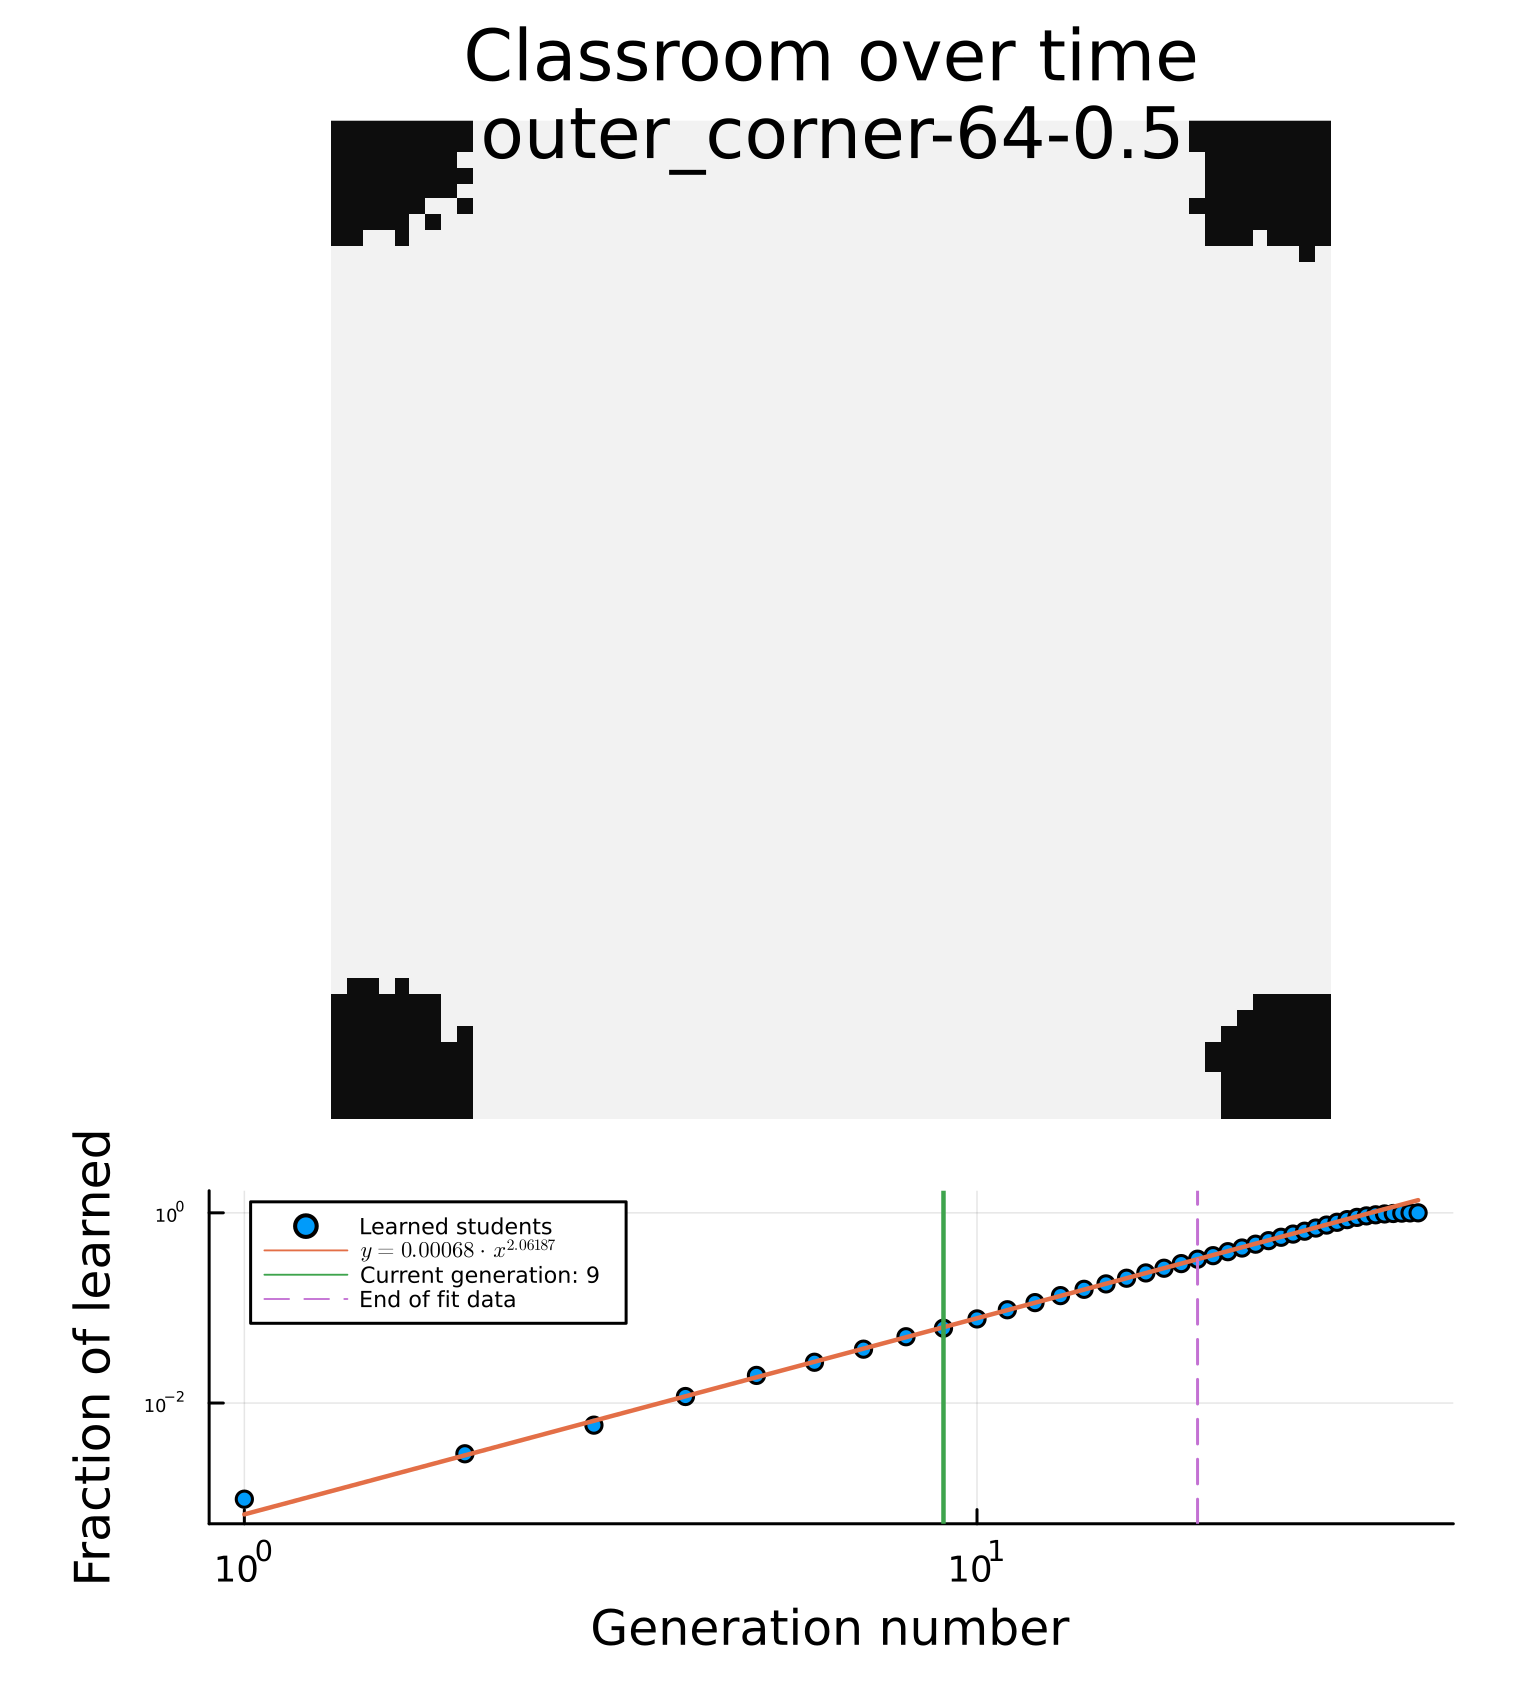 Classroom over time
outer_corner-64-0.5
Fraction of learned
10^0
10^−2
Learned students
y = 0.00068 · x^2.06187
Current generation: 9
End of fit data
10^0
10^1
Generation number